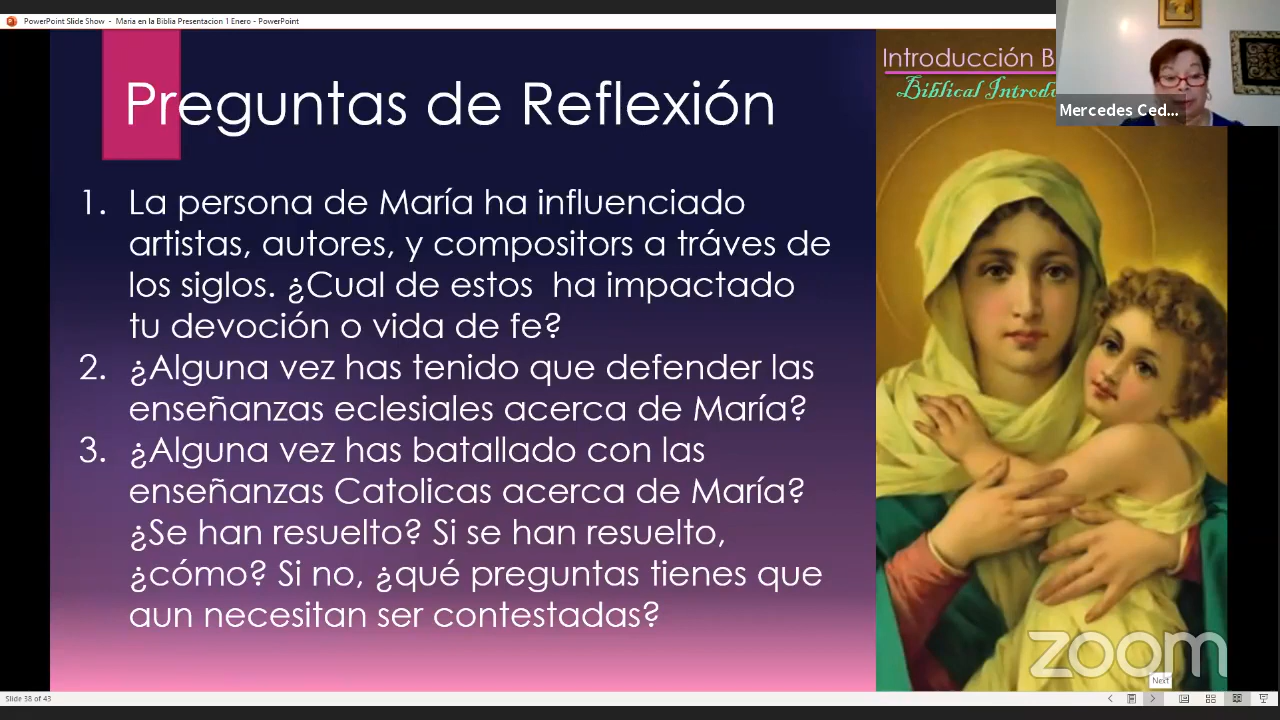 PowerPoint Slide Show - Maria en la Biblia Presentacion 1 Enero - PowerPoint
Preguntas de Reflexión
1. La persona de María ha influenciado
artistas, autores, y compositors a tráves de
los siglos. ¿Cual de estos ha impactado
tu devoción o vida de fe?
2. ¿Alguna vez has tenido que defender las
enseñanzas eclesiales acerca de María?
3. ¿Alguna vez has batallado con las
enseñanzas Catolicas acerca de María?
¿Se han resuelto? Si se han resuelto,
¿cómo? Si no, ¿qué preguntas tienes que
aun necesitan ser contestadas?
Introducción B
Biblical Introdu
Mercedes Ced...
zoom
Next
Slide 38 of 43